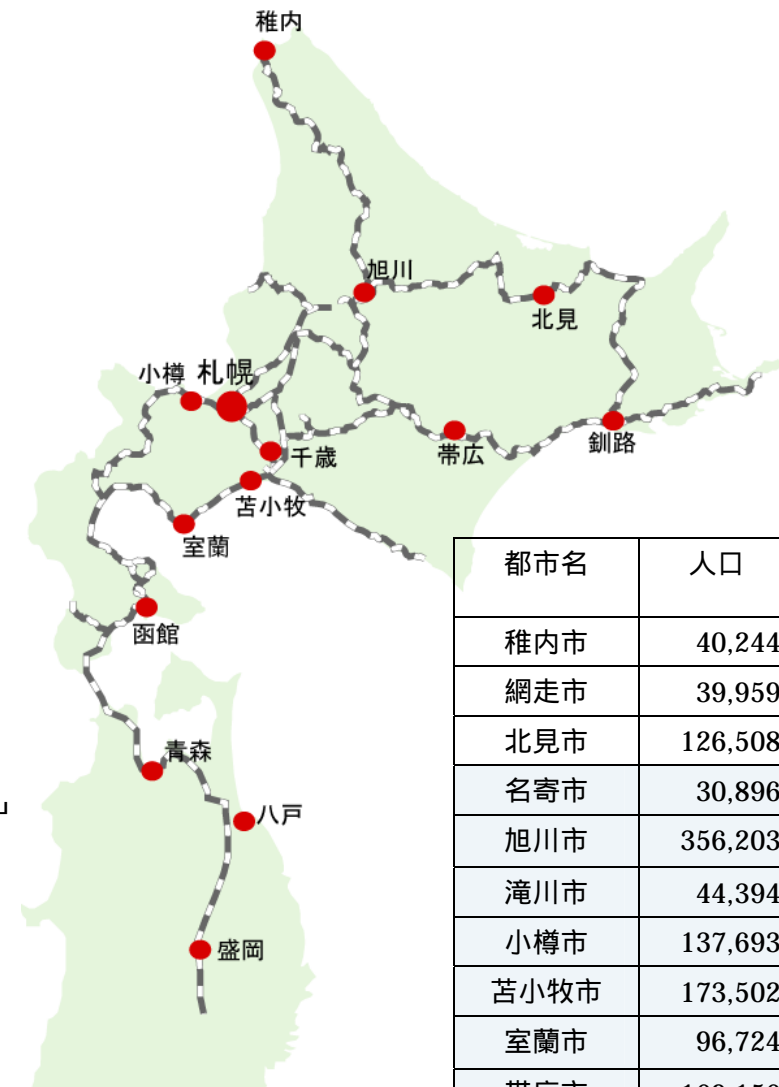 稚内
旭川
北見
小樽 札幌
千歳
帯広
釧路
苫小牧
室蘭
函館
青森
八戸
盛岡
都市名 人口
稚内市 40,244
網走市 39,959
北見市 126,508
名寄市 30,896
旭川市 356,203
滝川市 44,394
小樽市 137,693
苫小牧市 173,502
室蘭市 96,724